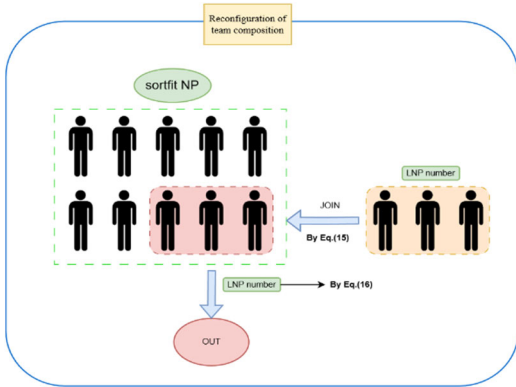 Reconfiguration of
team composition
sortfit NP
LNP number
JOIN
By Eq.(15)
LNP number
By Eq.(16)
OUT